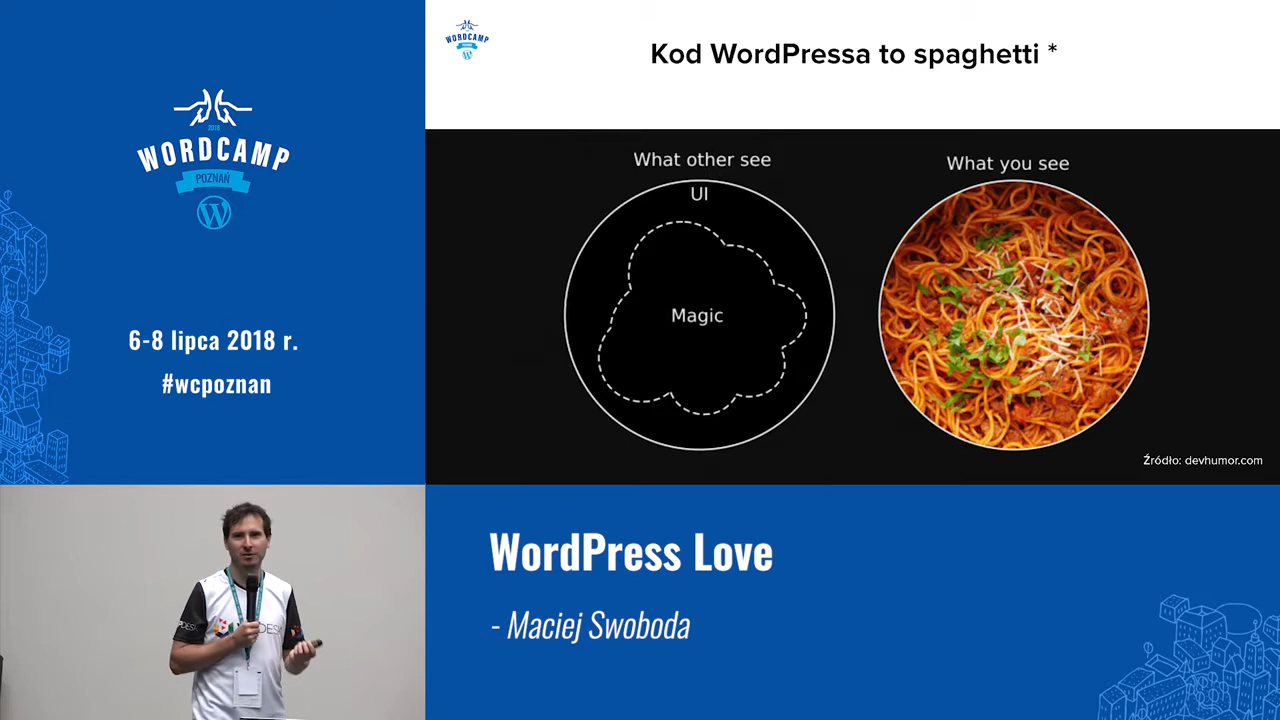 2018
WORDCAMP
POZNAŃ
6-8 lipca 2018 r.
#wcpoznan
WORDCAMP
Kod WordPressa to spaghetti *
What other see
UI
Magic
What you see
Źródło: devhumor.com
WordPress Love
- Maciej Swoboda